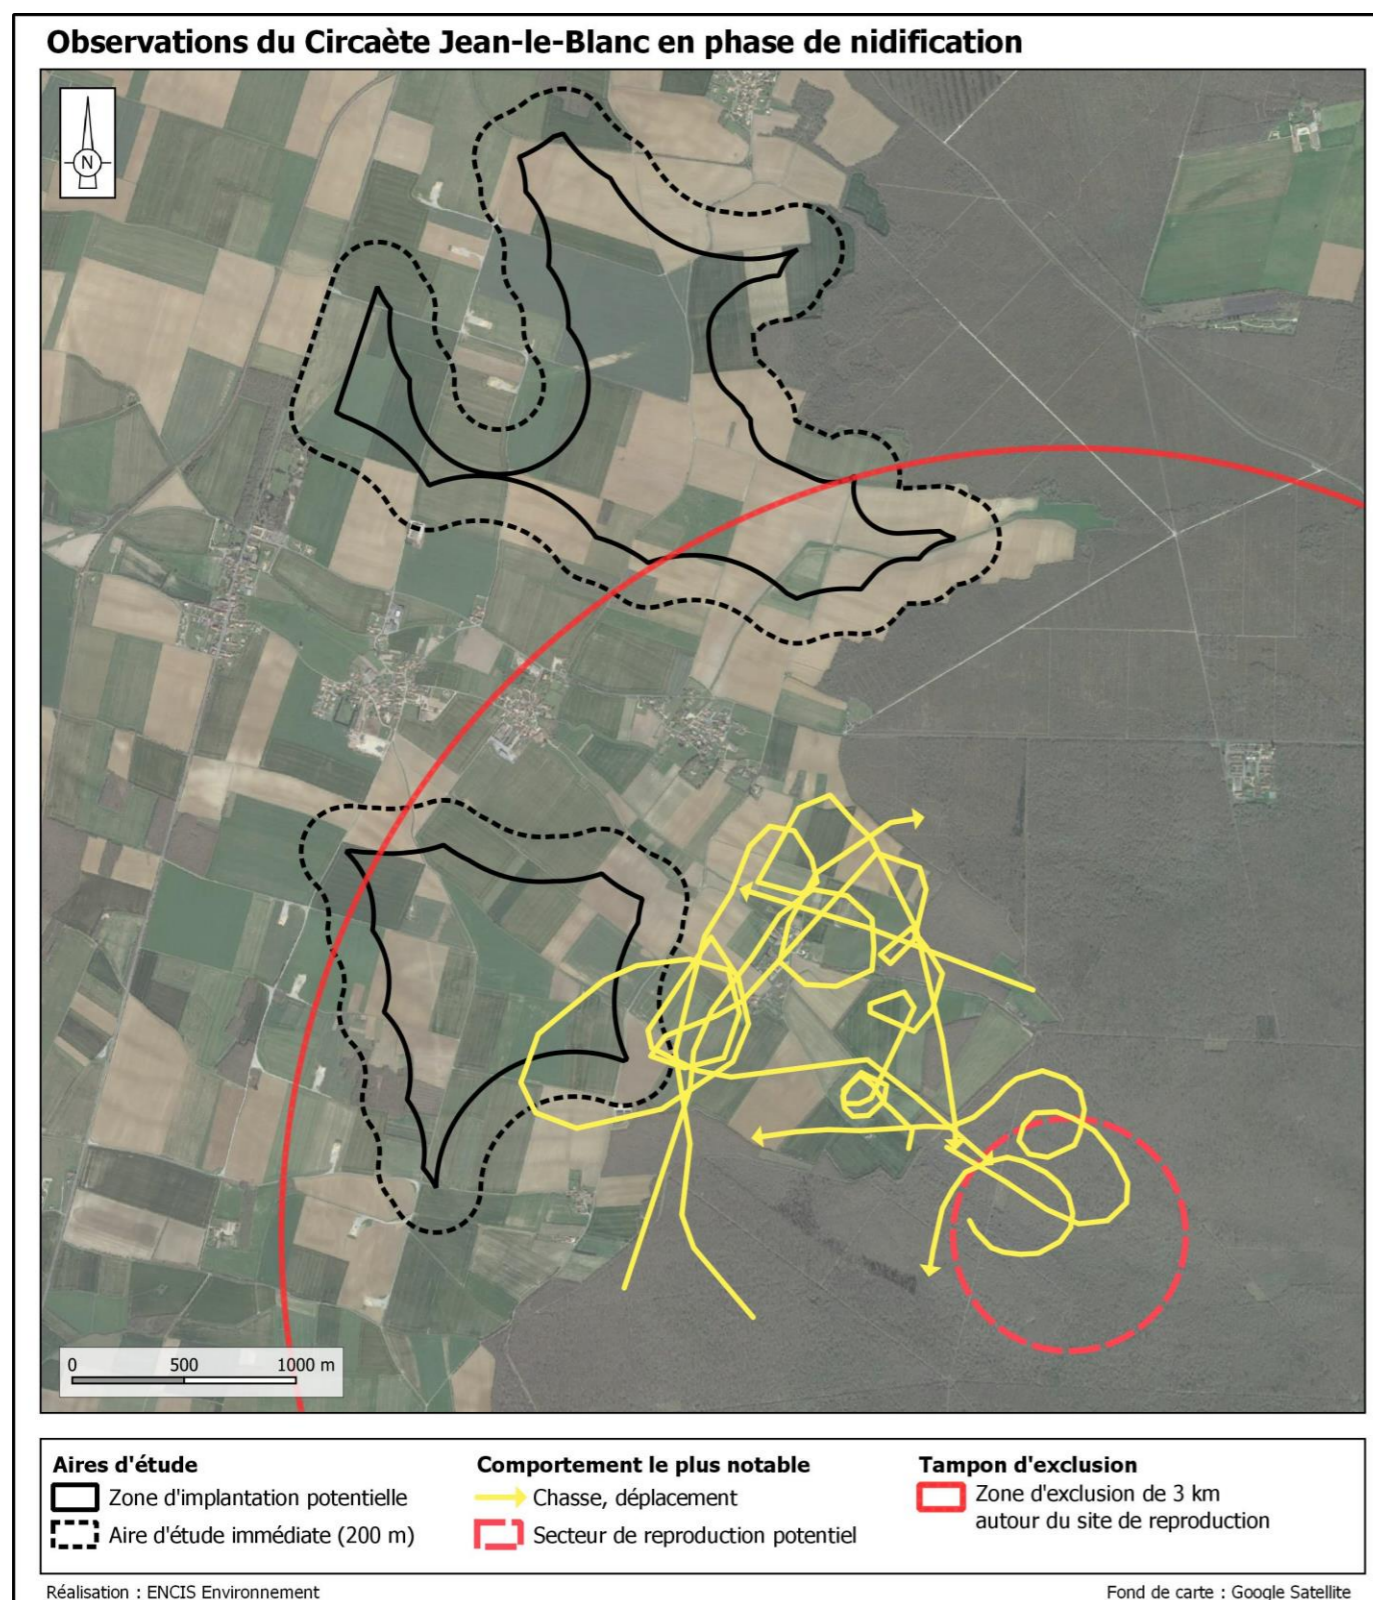 Observations du Circaète Jean-le-Blanc en phase de nidification
N
0 500 1000 m
Aires d'étude
Zone d'implantation potentielle
Aire d'étude immédiate (200 m)
Comportement le plus notable
Chasse, déplacement
Secteur de reproduction potentiel
Tampon d'exclusion
Zone d'exclusion de 3 km
autour du site de reproduction
Réalisation : ENCIS Environnement
Fond de carte : Google Satellite